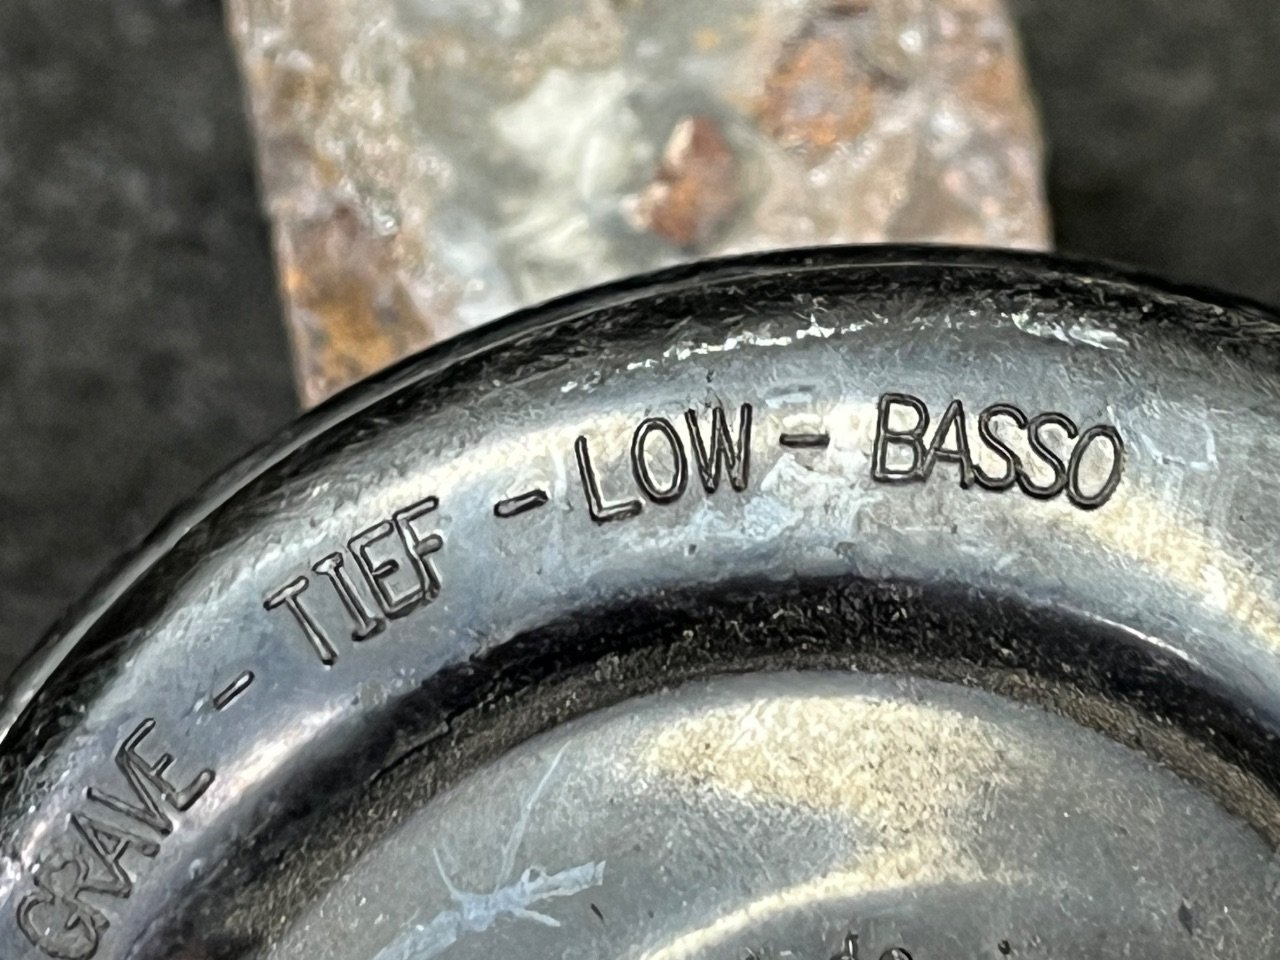 GRAVE - TIEF - LOW - BASSO